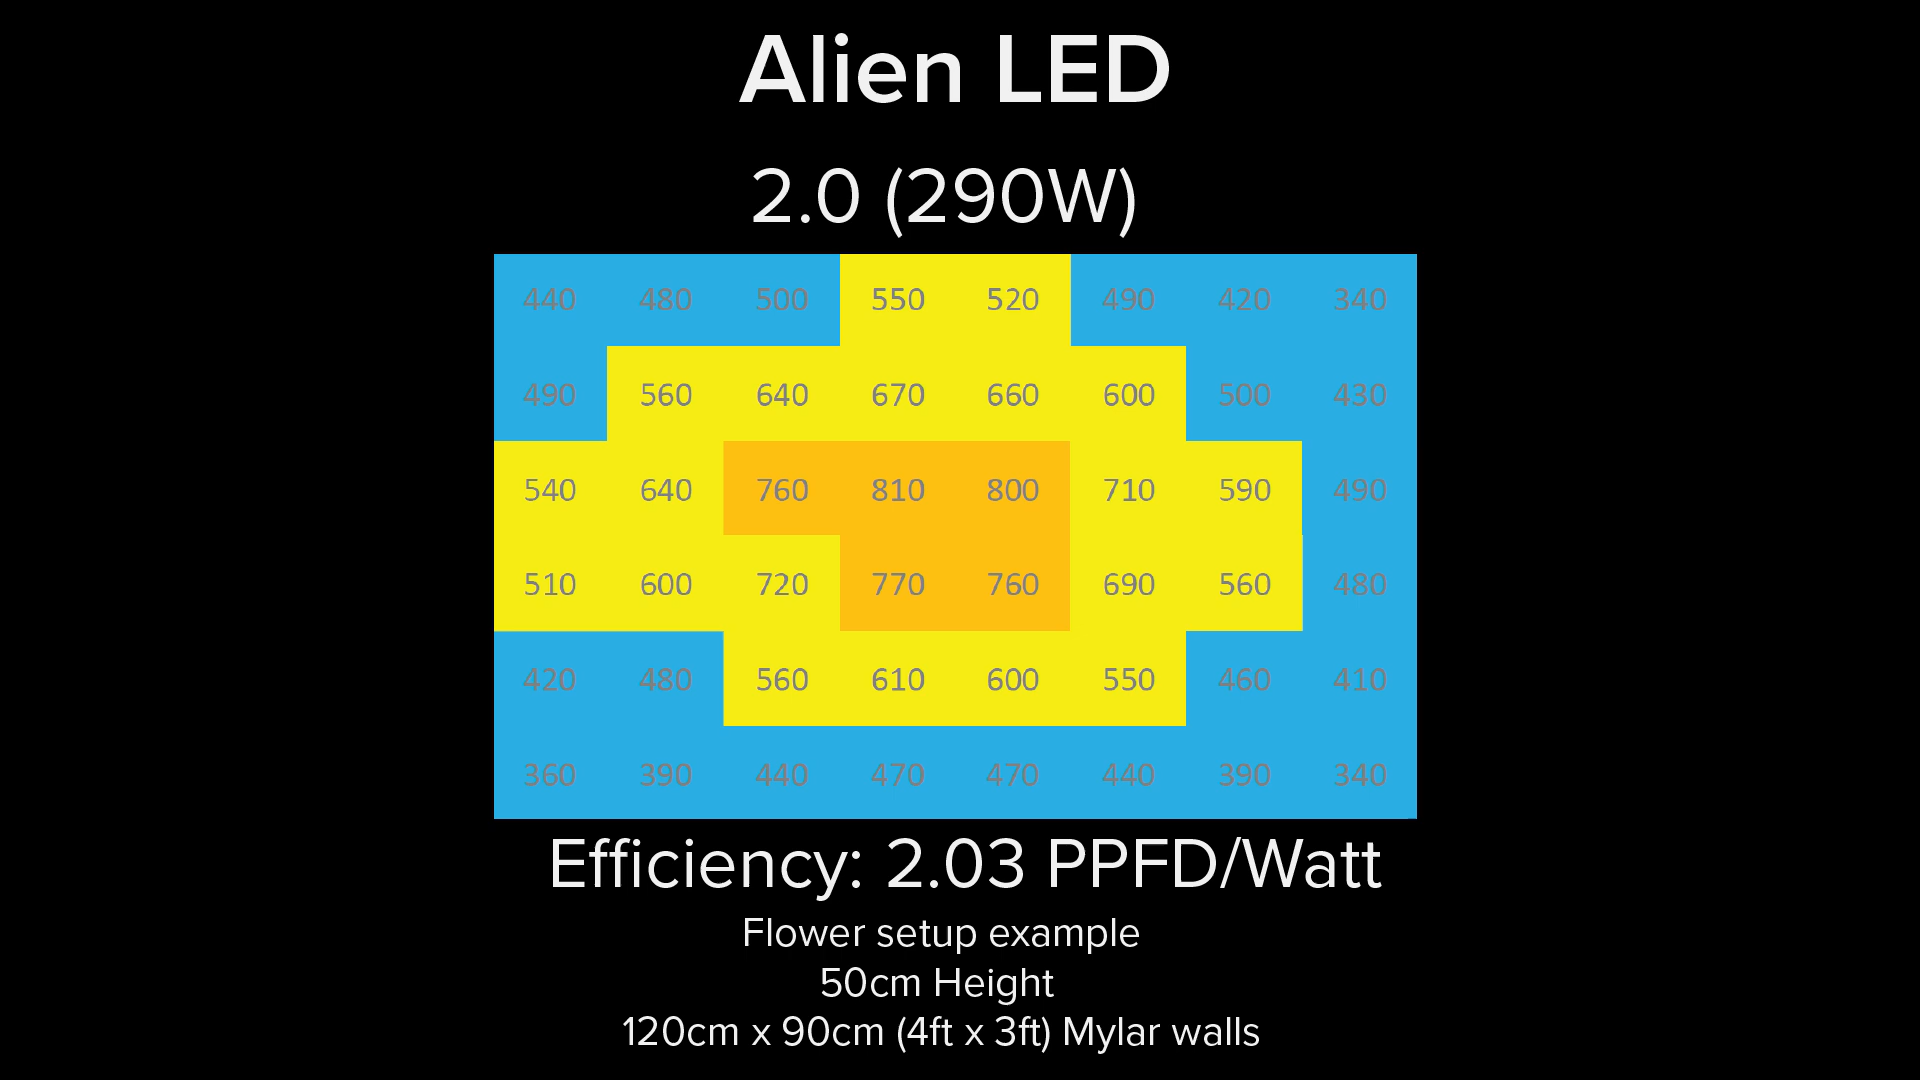 Alien LED
2.0 (290W)
440 480 500 550 520 490 420 340
490 560 640 670 660 600 500 430
540 640 760 810 800 710 590 490
510 600 720 770 760 690 560 480
420 480 560 610 600 550 460 410
360 390 440 470 470 440 390 340
Efficiency: 2.03 PPFD/Watt
Flower setup example
50cm Height
120cm x 90cm (4ft x 3ft) Mylar walls